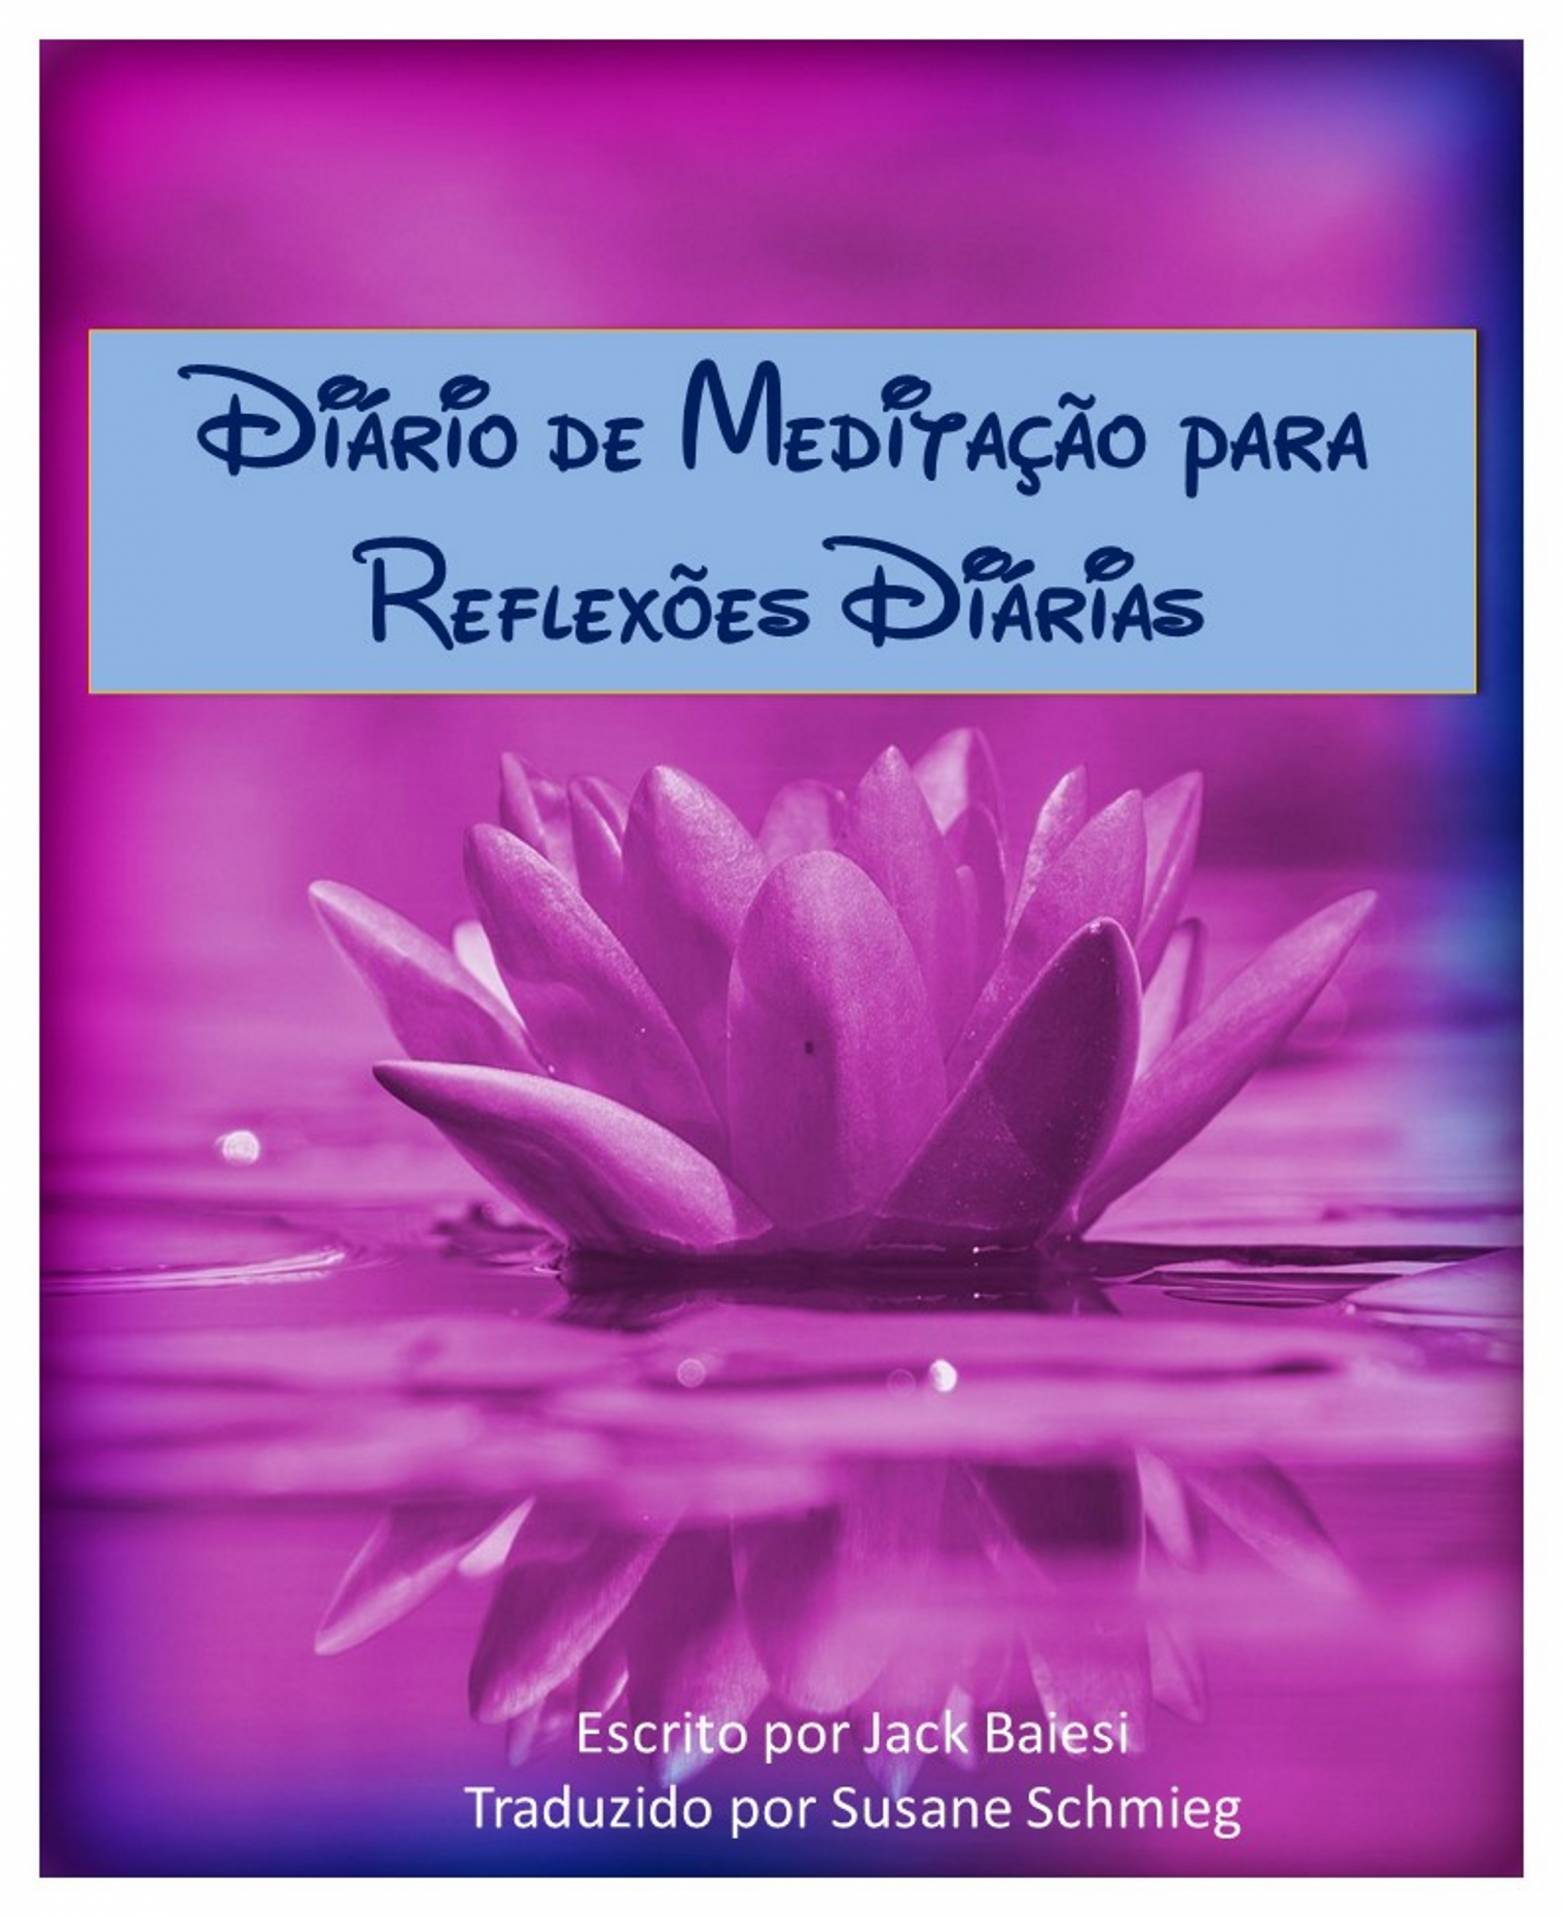 Diário de Meditação para
Reflexões Diárias
Escrito por Jack Baiesi
Traduzido por Susane Schmieg